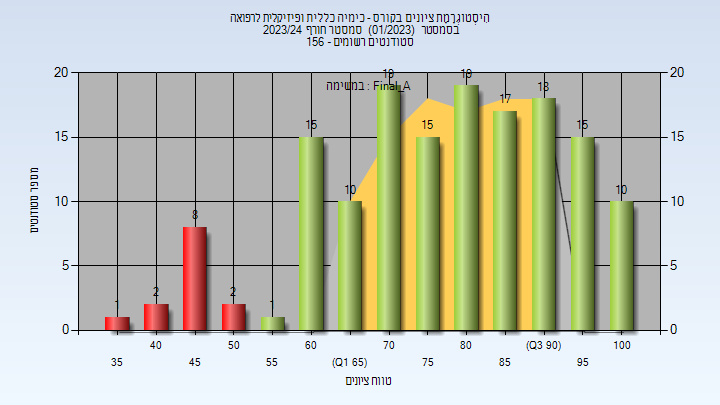 היסטוגרמת ציונים בקורס - כימיה כללית ופיזיקלית לרפואה
בסמסטר (01/2023) סמסטר חורף 2023/24
סטודנטים רשומים - 156
במשימה : Final_A
מספר סטודנטים
20 20
15 15
10 10
5 5
0 0
1 2 8 2 1 15 10 19 15 19 17 18 15 10
40 50 60 70 80 (Q3 90) 100
35 45 55 (Q1 65) 75 85 95
טווח ציונים